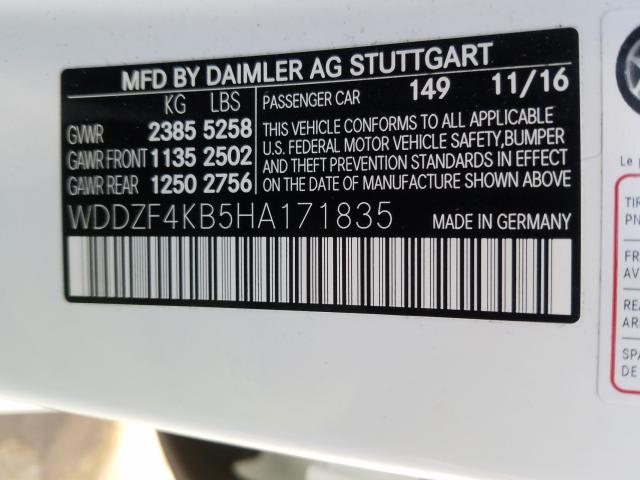 MFD BY DAIMLER AG STUTTGART
KG LBS
PASSENGER CAR 149 11/16
GVWR 2385 5258
GAWR FRONT 1135 2502
GAWR REAR 1250 2756
THIS VEHICLE CONFORMS TO ALL APPLICABLE
U.S. FEDERAL MOTOR VEHICLE SAFETY,BUMPER
AND THEFT PREVENTION STANDARDS IN EFFECT
ON THE DATE OF MANUFACTURE SHOWN ABOVE
WDDZF4KB5HA171835 MADE IN GERMANY
Le